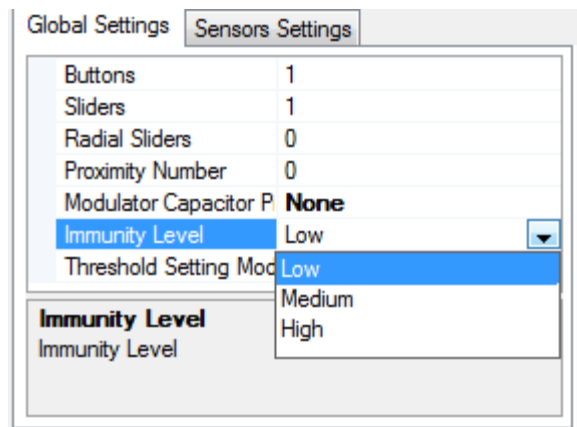 Global Settings Sensors Settings
Buttons 1
Sliders 1
Radial Sliders 0
Proximity Number 0
Modulator Capacitor P None
Immunity Level Low
Threshold Setting Mod
Low
Medium
High
Immunity Level
Immunity Level